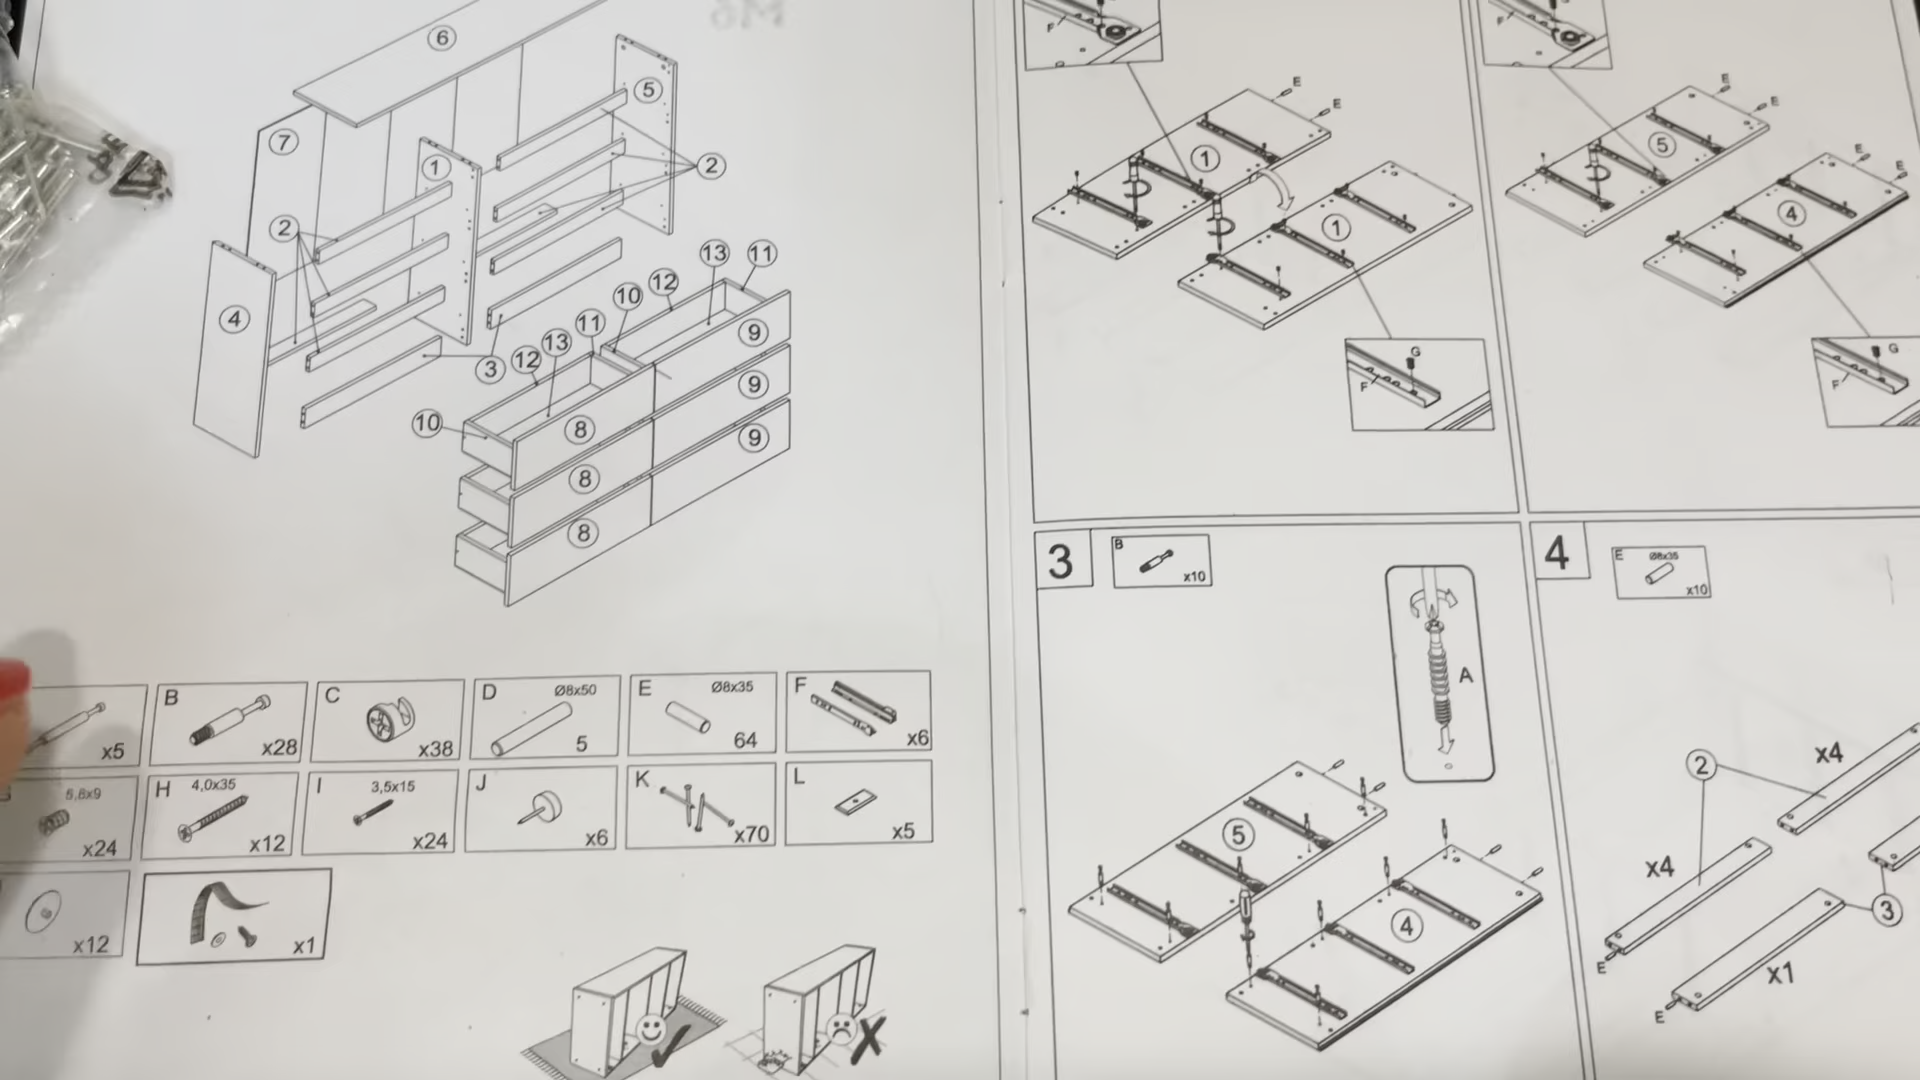 6
5
7
1
2
2
4
3
13
11
12
10
11
13
12
10
9
9
9
8
8
8
x5
B
x28
C
x38
D
Ø8x50
5
E
Ø8x35
64
F
x6
5,8x9
x24
H
4,0x35
x12
I
3,5x15
x24
J
x6
K
x70
L
x5
x12
x1
F
E
E
1
1
G
F
F
E
E
5
E
E
4
G
F
3
B
x10
A
5
4
4
E
Ø8x35
x10
2
x4
x4
3
x1
E
E